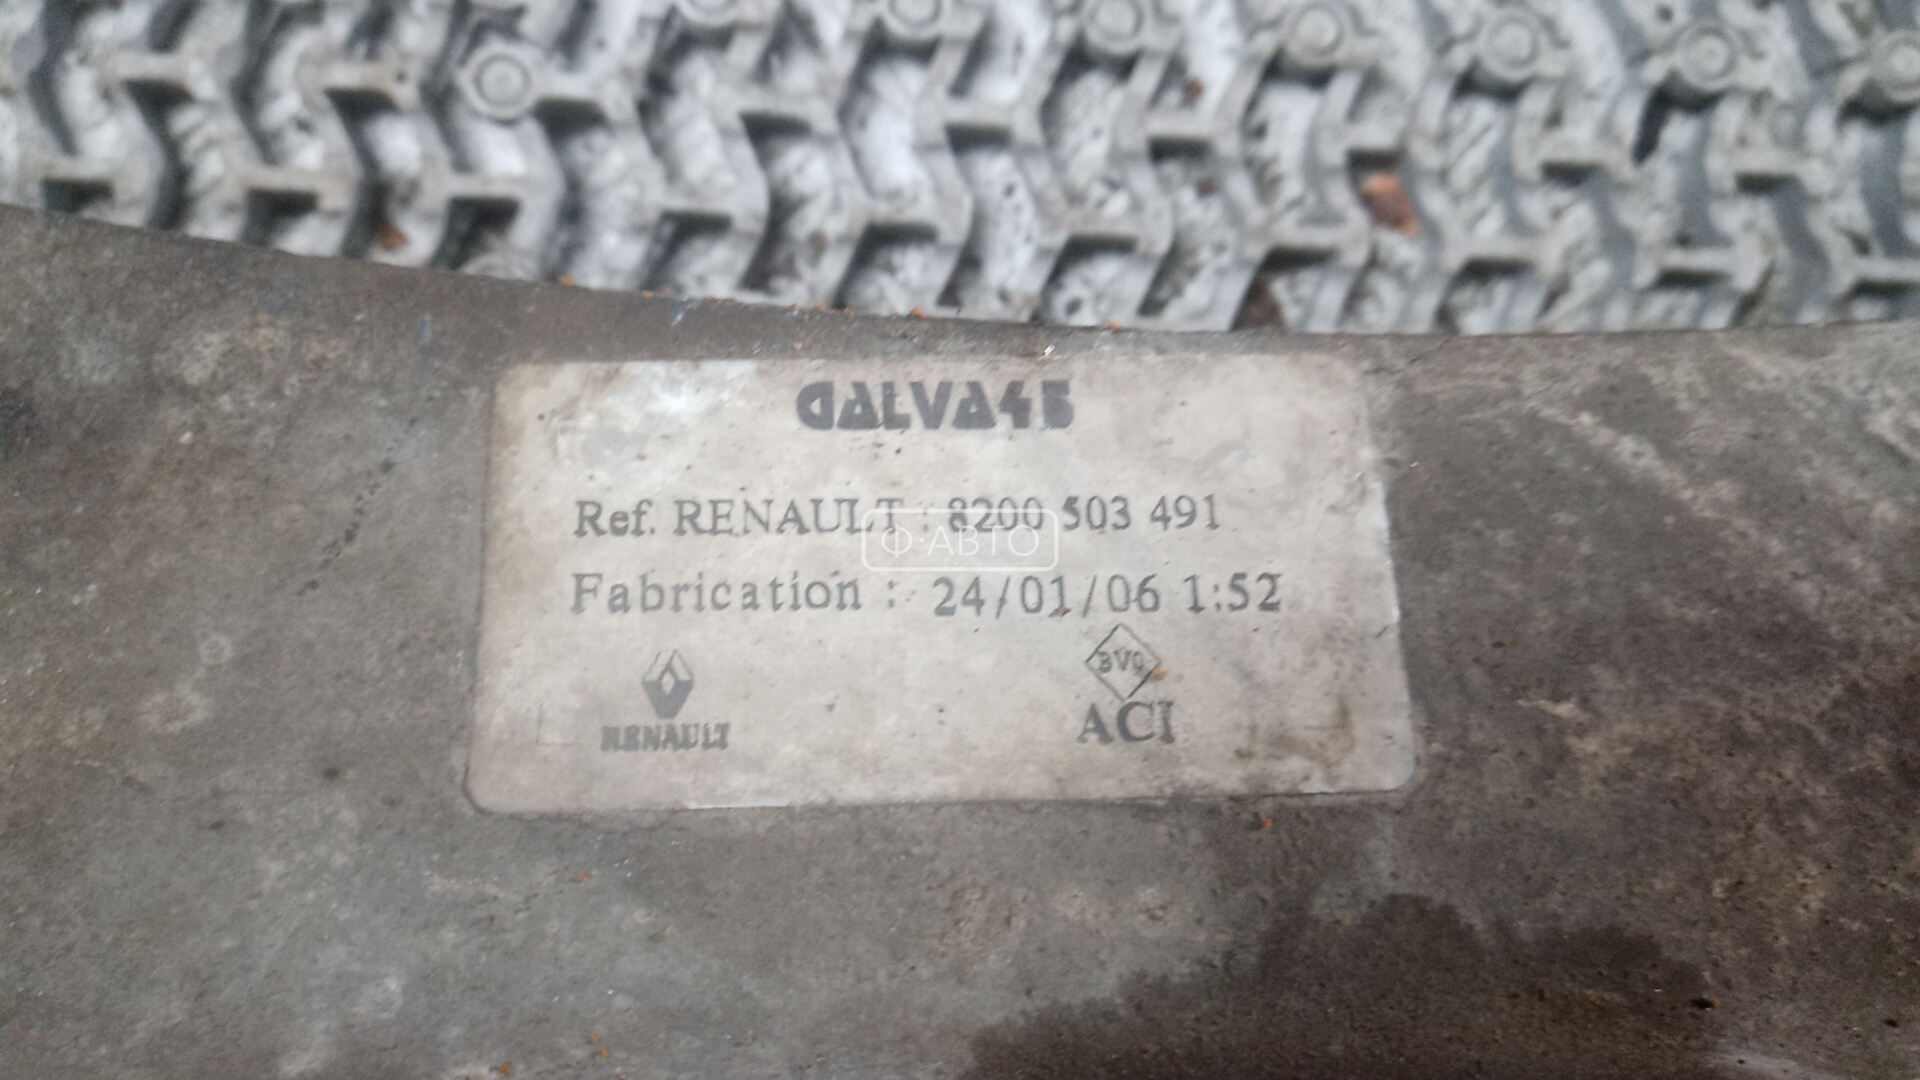 GALVA45
Ref. RENAULT : 8200 503 491
Ф·АВТО
Fabrication : 24/01/06 1:52
BVQ
RENAULT
ACI